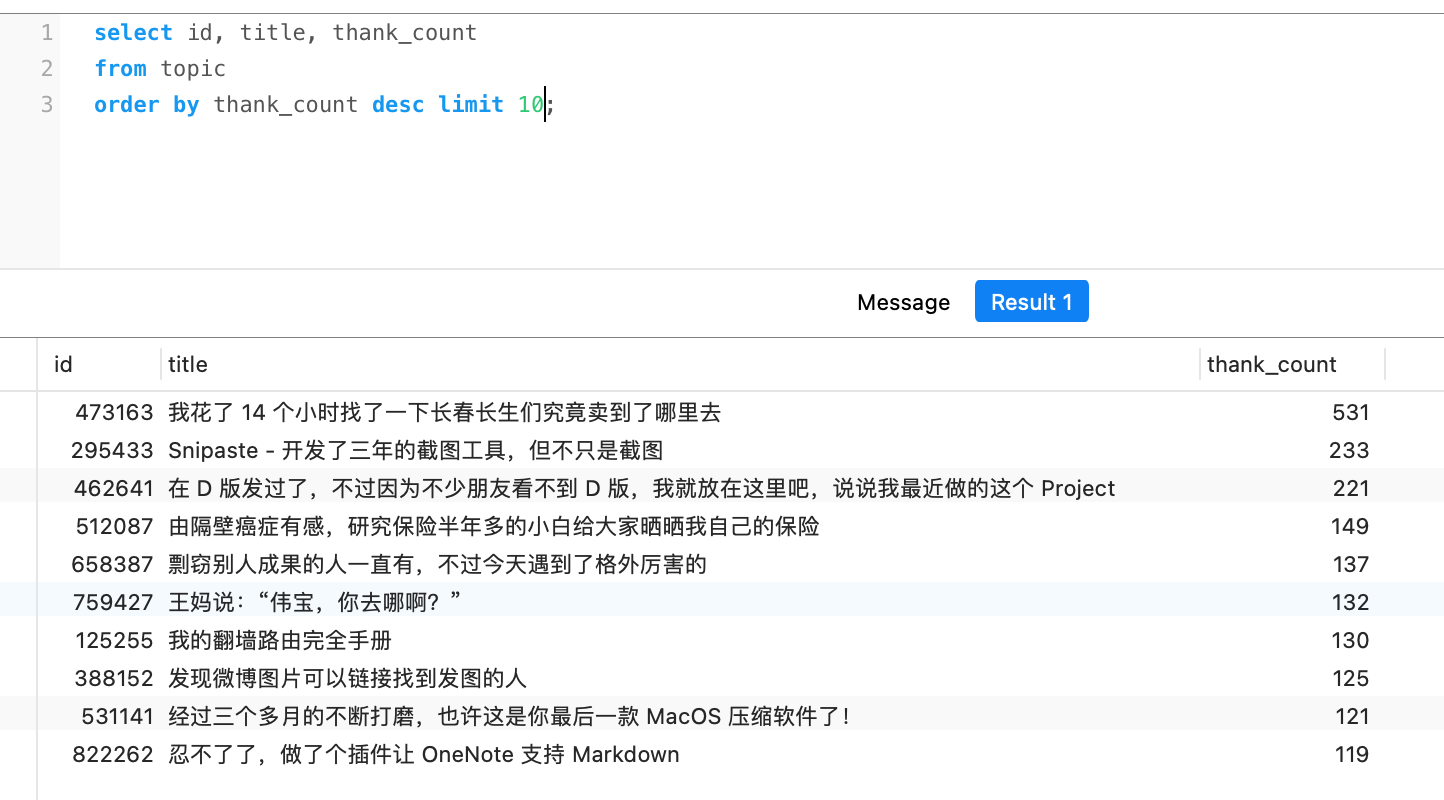 1 select id, title, thank_count
2 from topic
3 order by thank_count desc limit 10;
Message Result 1
id title thank_count
473163 我花了 14 个小时找了一下长春长生们究竟卖到了哪里去 531
295433 Snipaste - 开发了三年的截图工具，但不只是截图 233
462641 在 D 版发过了，不过因为不少朋友看不到 D 版，我就放在这里吧，说说我最近做的这个 Project 221
512087 由隔壁癌症有感，研究保险半年多的小白给大家晒晒我自己的保险 149
658387 剽窃别人成果的人一直有，不过今天遇到了格外厉害的 137
759427 王妈说：“伟宝，你去哪啊？” 132
125255 我的翻墙路由完全手册 130
388152 发现微博图片可以链接找到发图的人 125
531141 经过三个多月的不断打磨，也许这是你最后一款 MacOS 压缩软件了！ 121
822262 忍不了了，做了个插件让 OneNote 支持 Markdown 119